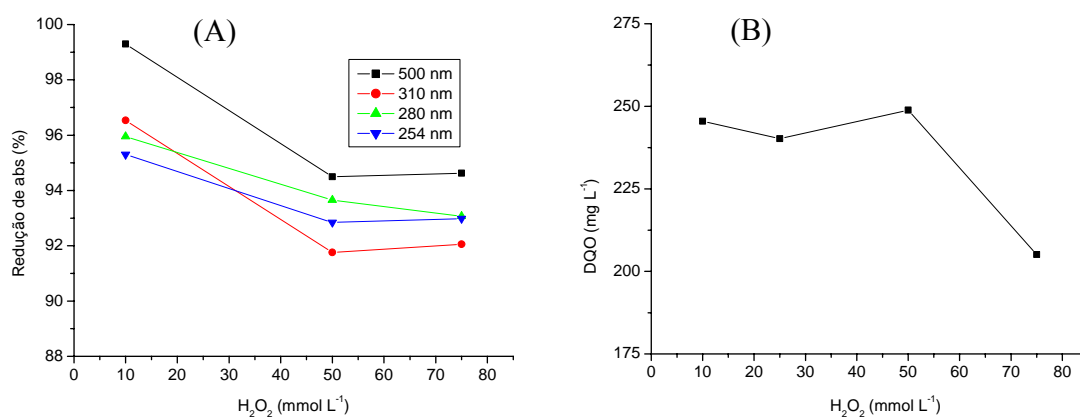 (A)
100
98
96
94
92
90
88
Redução de abs (%)
500 nm
310 nm
280 nm
254 nm
0 10 20 30 40 50 60 70 80
H₂O₂ (mmol L⁻¹)
(B)
275
250
225
200
175
DQO (mg L⁻¹)
0 10 20 30 40 50 60 70 80
H₂O₂ (mmol L⁻¹)